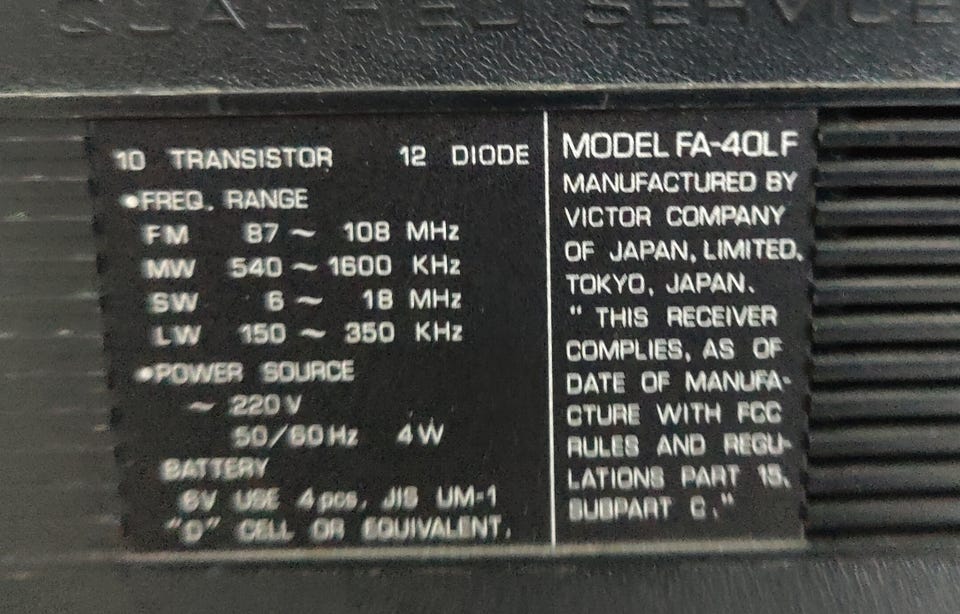 QUALIFIED SERVICE
10 TRANSISTOR 12 DIODE
•FREQ. RANGE
FM 87 ~ 108 MHz
MW 540 ~ 1600 KHz
SW 6 ~ 18 MHz
LW 150 ~ 350 KHz
•POWER SOURCE
~ 220V
50/60Hz 4W
BATTERY
6V USE 4pcs. JIS UM-1
"D" CELL OR EQUIVALENT.
MODEL FA-40LF
MANUFACTURED BY
VICTOR COMPANY
OF JAPAN, LIMITED.
TOKYO, JAPAN.
" THIS RECEIVER
COMPLIES, AS OF
DATE OF MANUFA-
CTURE WITH FCC
RULES AND REGU-
LATIONS PART 15,
SUBPART C."